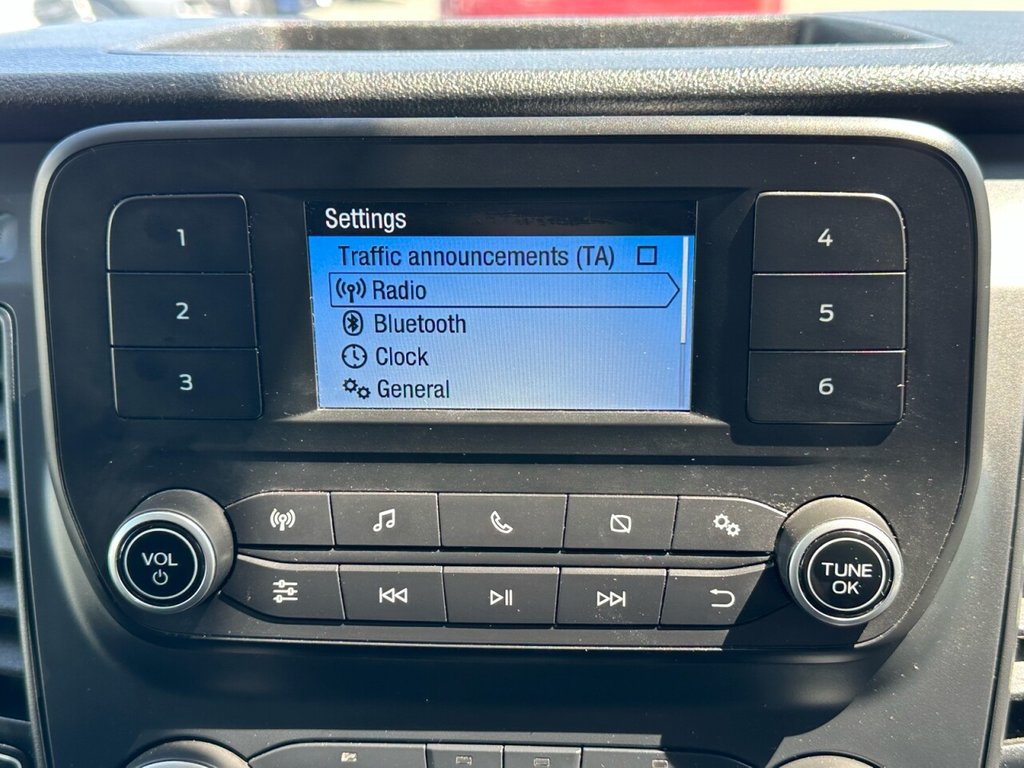 Settings
Traffic announcements (TA)
Radio
Bluetooth
Clock
General
1
2
3
4
5
6
VOL
TUNE
OK